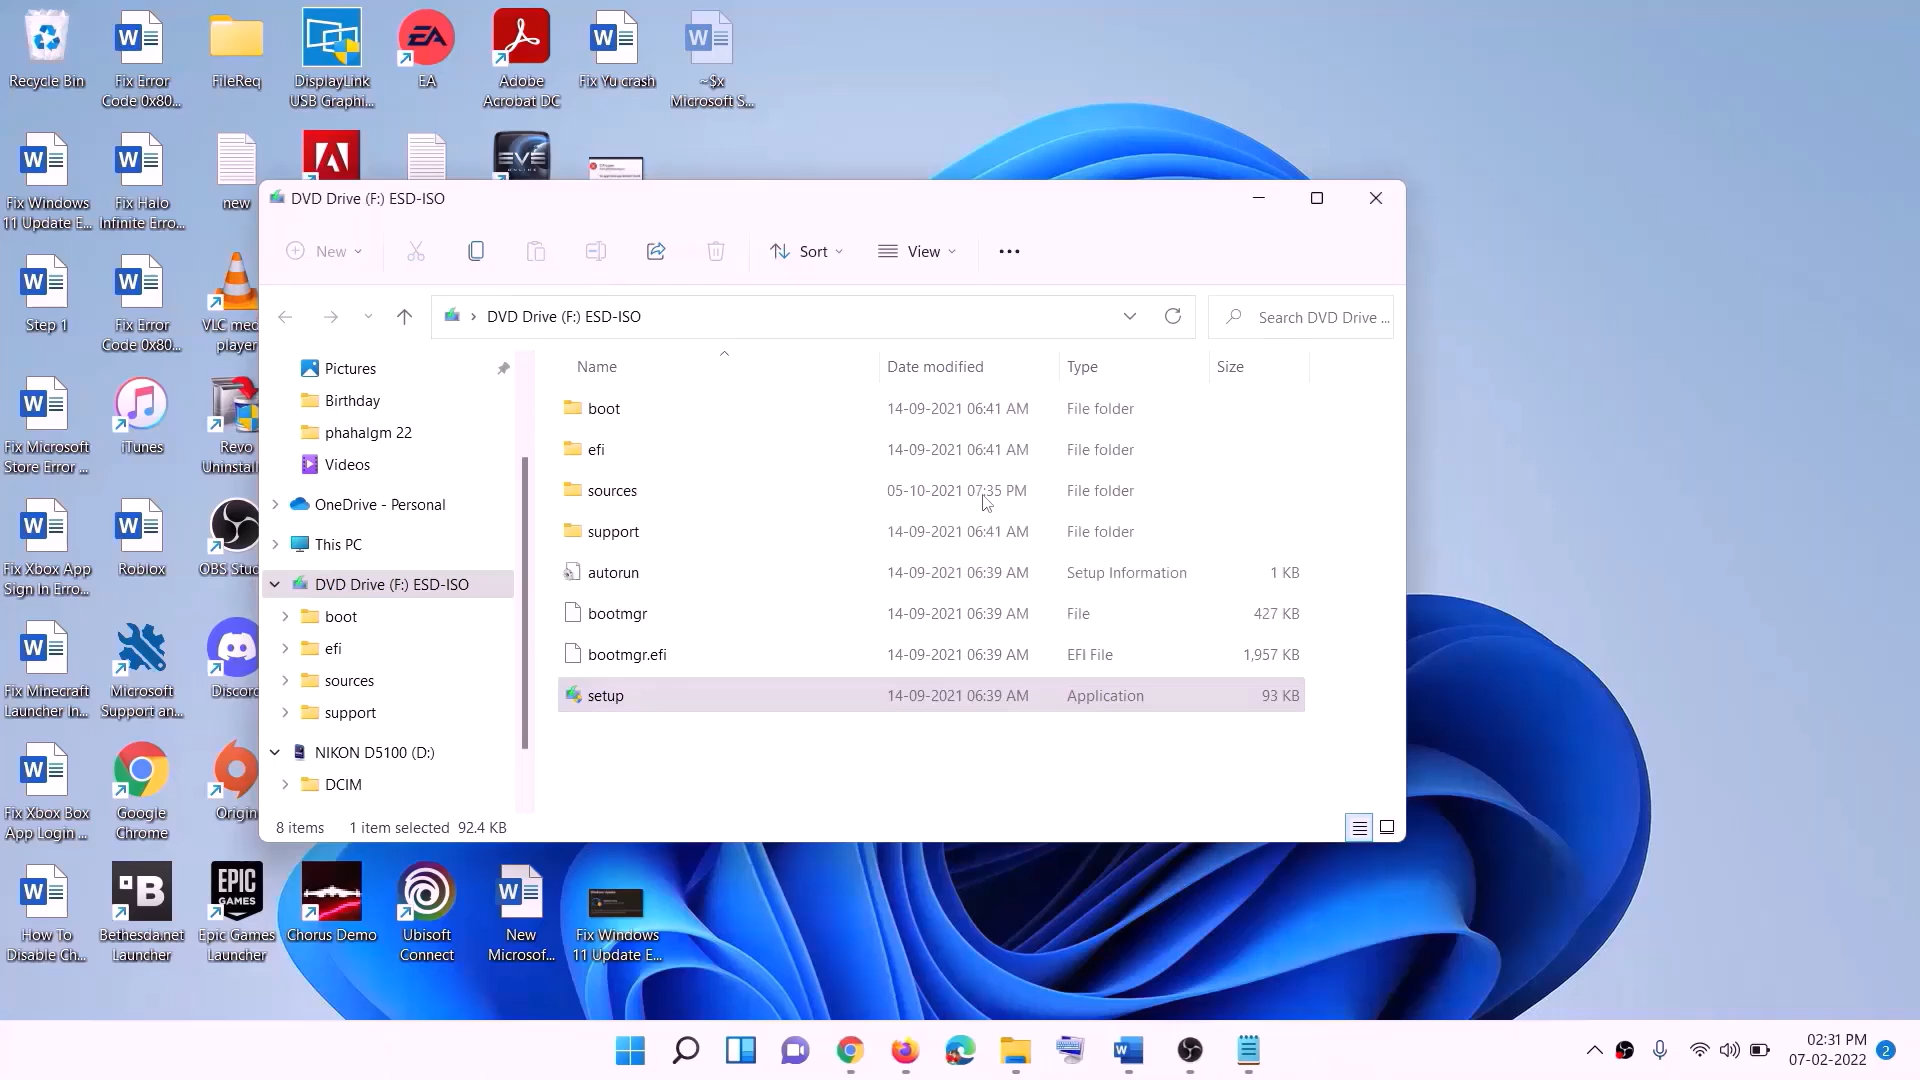 Recycle Bin
Fix Error
Code 0x80...
FileReq
DisplayLink
USB Graphi...
EA
Adobe
Acrobat DC
Fix Yu crash
~$x
Microsoft S...
Fix Windows
11 Update E...
Fix Halo
Infinite Erro...
new
EVE
ONLINE
Step 1
Fix Error
Code 0x80...
VLC med
player
Fix Microsoft
Store Error ...
iTunes
Revo
Uninstall
Fix Xbox App
Sign In Erro...
Roblox
OBS Stud
Fix Minecraft
Launcher In...
Microsoft
Support an...
Discord
Fix Xbox Box
App Login ...
Google
Chrome
Origin
How To
Disable Ch...
Bethesda.net
Launcher
EPIC
GAMES
Epic Games
Launcher
Chorus Demo
Ubisoft
Connect
New
Microsof...
Fix Windows
11 Update E...
DVD Drive (F:) ESD-ISO
New
Sort
View
DVD Drive (F:) ESD-ISO
Search DVD Drive ...
Pictures
Birthday
phahalgm 22
Videos
OneDrive - Personal
This PC
DVD Drive (F:) ESD-ISO
boot
efi
sources
support
NIKON D5100 (D:)
DCIM
Name Date modified Type Size
boot 14-09-2021 06:41 AM File folder
efi 14-09-2021 06:41 AM File folder
sources 05-10-2021 07:35 PM File folder
support 14-09-2021 06:41 AM File folder
autorun 14-09-2021 06:39 AM Setup Information 1 KB
bootmgr 14-09-2021 06:39 AM File 427 KB
bootmgr.efi 14-09-2021 06:39 AM EFI File 1,957 KB
setup 14-09-2021 06:39 AM Application 93 KB
8 items 1 item selected 92.4 KB
02:31 PM
07-02-2022
2